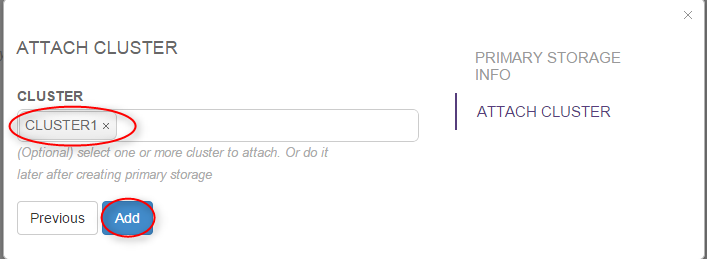 ATTACH CLUSTER
CLUSTER
CLUSTER1 ×
(Optional) select one or more cluster to attach. Or do it
later after creating primary storage
Previous
Add
PRIMARY STORAGE
INFO
ATTACH CLUSTER